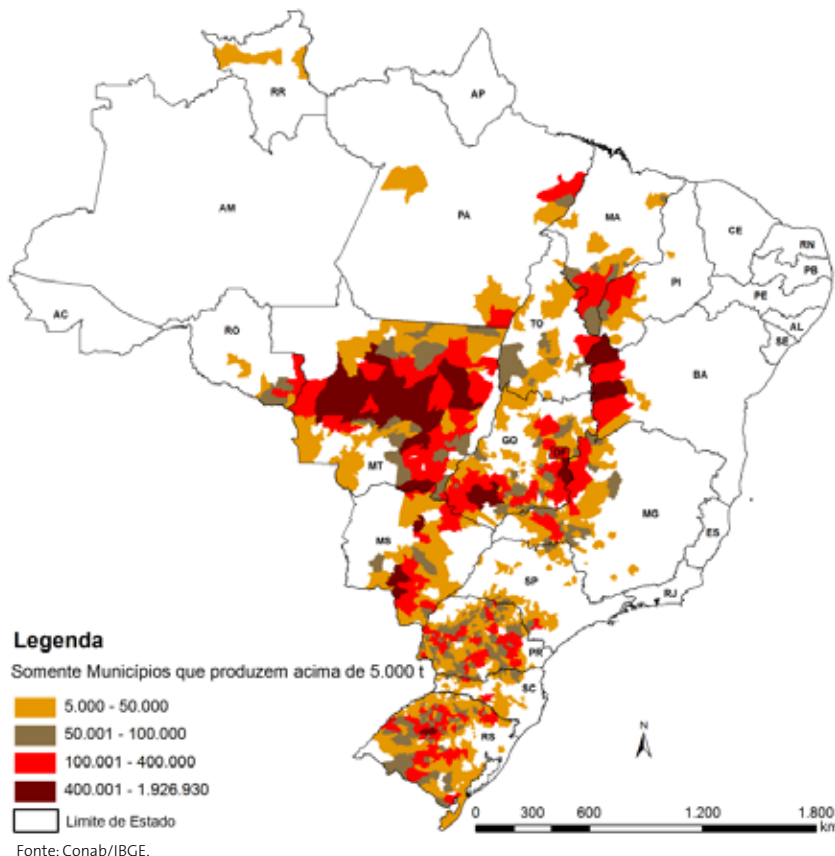 RR
AP
AM
PA
MA
CE
RN
PB
PE
AL
SE
PI
AC
RO
TO
BA
MT
GO
DF
MG
ES
MS
SP
RJ
PR
SC
RS
Legenda
Somente Municípios que produzem acima de 5.000 t
5.000 - 50.000
50.001 - 100.000
100.001 - 400.000
400.001 - 1.926.930
Limite de Estado
N
0 300 600 1.200 1.800
km
Fonte: Conab/IBGE.